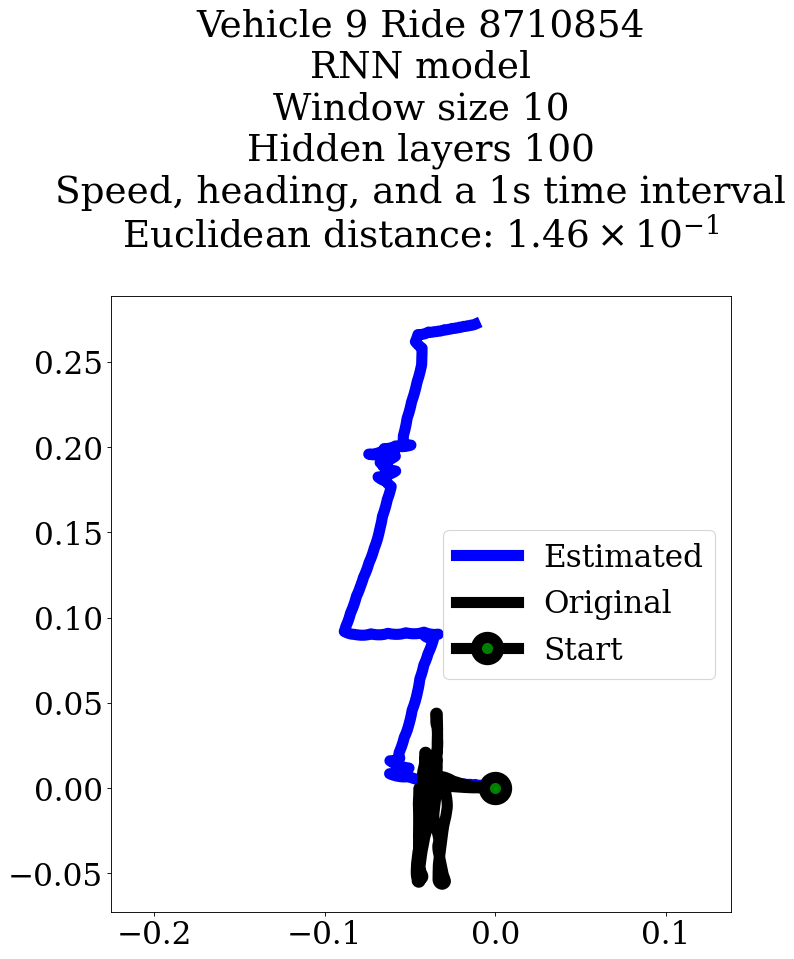 Vehicle 9 Ride 8710854
RNN model
Window size 10
Hidden layers 100
Speed, heading, and a 1s time interval
Euclidean distance: 1.46 × 10⁻¹
0.25
0.20
0.15
0.10
0.05
0.00
−0.05
Estimated
Original
Start
−0.2
−0.1
0.0
0.1